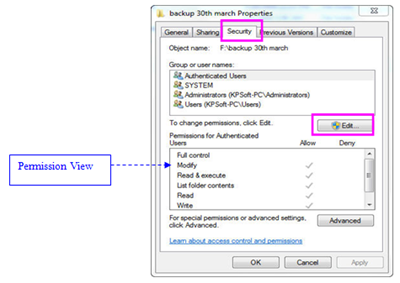 backup 30th march Properties
General Sharing Security Previous Versions Customize
Object name: F:\backup 30th march
Group or user names:
Authenticated Users
SYSTEM
Administrators (KPSoft-PC\Administrators)
Users (KPSoft-PC\Users)
To change permissions, click Edit.
Edit...
Permissions for Authenticated
Users Allow Deny
Full control
Modify
Read & execute
List folder contents
Read
Write
For special permissions or advanced settings,
click Advanced.
Advanced
Learn about access control and permissions
OK Cancel Apply
Permission View